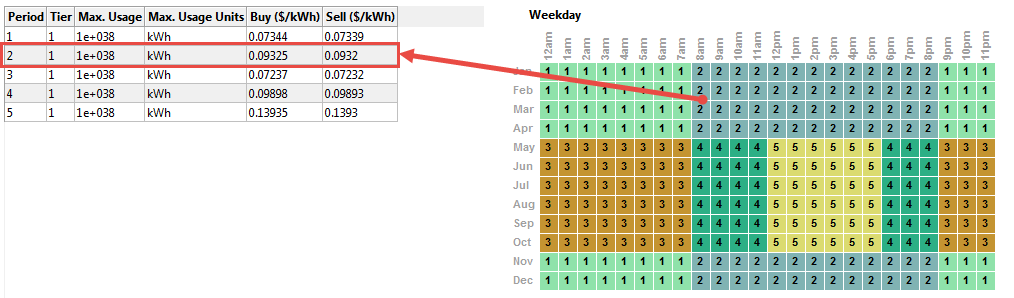 Period Tier Max. Usage Max. Usage Units Buy ($/kWh) Sell ($/kWh)
1 1 1e+038 kWh 0.07344 0.07339
2 1 1e+038 kWh 0.09325 0.0932
3 1 1e+038 kWh 0.07237 0.07232
4 1 1e+038 kWh 0.09898 0.09893
5 1 1e+038 kWh 0.13935 0.1393
Weekday
12am 1am 2am 3am 4am 5am 6am 7am 8am 9am 10am 11am 12pm 1pm 2pm 3pm 4pm 5pm 6pm 7pm 8pm 9pm 10pm 11pm
Jan 1 1 1 1 1 1 1 1 2 2 2 2 2 2 2 2 2 2 2 2 2 1 1 1
Feb 1 1 1 1 1 1 1 1 2 2 2 2 2 2 2 2 2 2 2 2 2 1 1 1
Mar 1 1 1 1 1 1 1 1 2 2 2 2 2 2 2 2 2 2 2 2 2 1 1 1
Apr 1 1 1 1 1 1 1 1 2 2 2 2 2 2 2 2 2 2 2 2 2 1 1 1
May 3 3 3 3 3 3 3 3 4 4 4 4 5 5 5 5 5 5 4 4 4 3 3 3
Jun 3 3 3 3 3 3 3 3 4 4 4 4 5 5 5 5 5 5 4 4 4 3 3 3
Jul 3 3 3 3 3 3 3 3 4 4 4 4 5 5 5 5 5 5 4 4 4 3 3 3
Aug 3 3 3 3 3 3 3 3 4 4 4 4 5 5 5 5 5 5 4 4 4 3 3 3
Sep 3 3 3 3 3 3 3 3 4 4 4 4 5 5 5 5 5 5 4 4 4 3 3 3
Oct 3 3 3 3 3 3 3 3 4 4 4 4 5 5 5 5 5 5 4 4 4 3 3 3
Nov 1 1 1 1 1 1 1 1 2 2 2 2 2 2 2 2 2 2 2 2 2 1 1 1
Dec 1 1 1 1 1 1 1 1 2 2 2 2 2 2 2 2 2 2 2 2 2 1 1 1